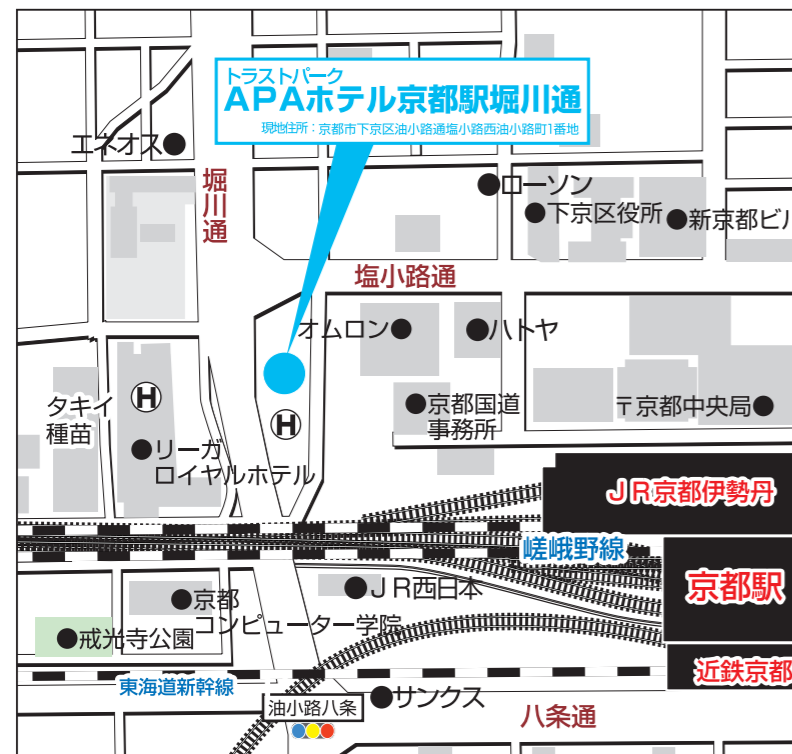 トラストパーク
APAホテル京都駅堀川通
現地住所：京都市下京区油小路通塩小路西油小路町1番地
エネオス
堀川通
ローソン
下京区役所
新京都ビル
塩小路通
オムロン
ハトヤ
タキイ
種苗
H
H
京都国道
事務所
〒京都中央局
リーガ
ロイヤルホテル
JR京都伊勢丹
嵯峨野線
京都駅
JR西日本
京都
コンピューター学院
戒光寺公園
近鉄京都
東海道新幹線
サンクス
油小路八条
八条通